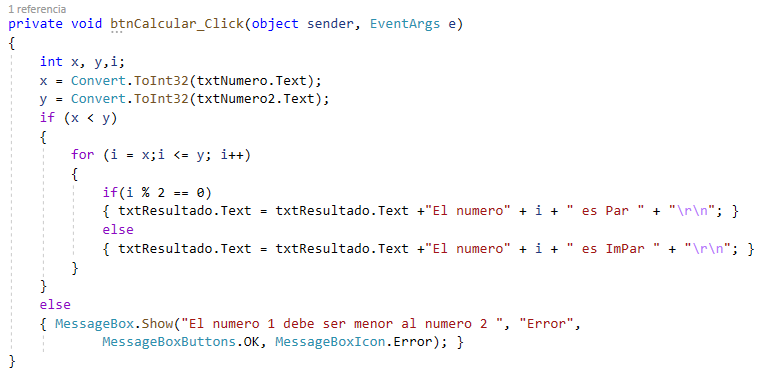 1 referencia
private void btnCalcular_Click(object sender, EventArgs e)
{
    int x, y,i;
    x = Convert.ToInt32(txtNumero.Text);
    y = Convert.ToInt32(txtNumero2.Text);
    if (x < y)
    {
        for (i = x;i <= y; i++)
        {
            if(i % 2 == 0)
            { txtResultado.Text = txtResultado.Text +"El numero" + i + " es Par " + "\r\n"; }
            else
            { txtResultado.Text = txtResultado.Text +"El numero" + i + " es ImPar " + "\r\n"; }
        }
    }
    else
    { MessageBox.Show("El numero 1 debe ser menor al numero 2 ", "Error",
            MessageBoxButtons.OK, MessageBoxIcon.Error); }
}